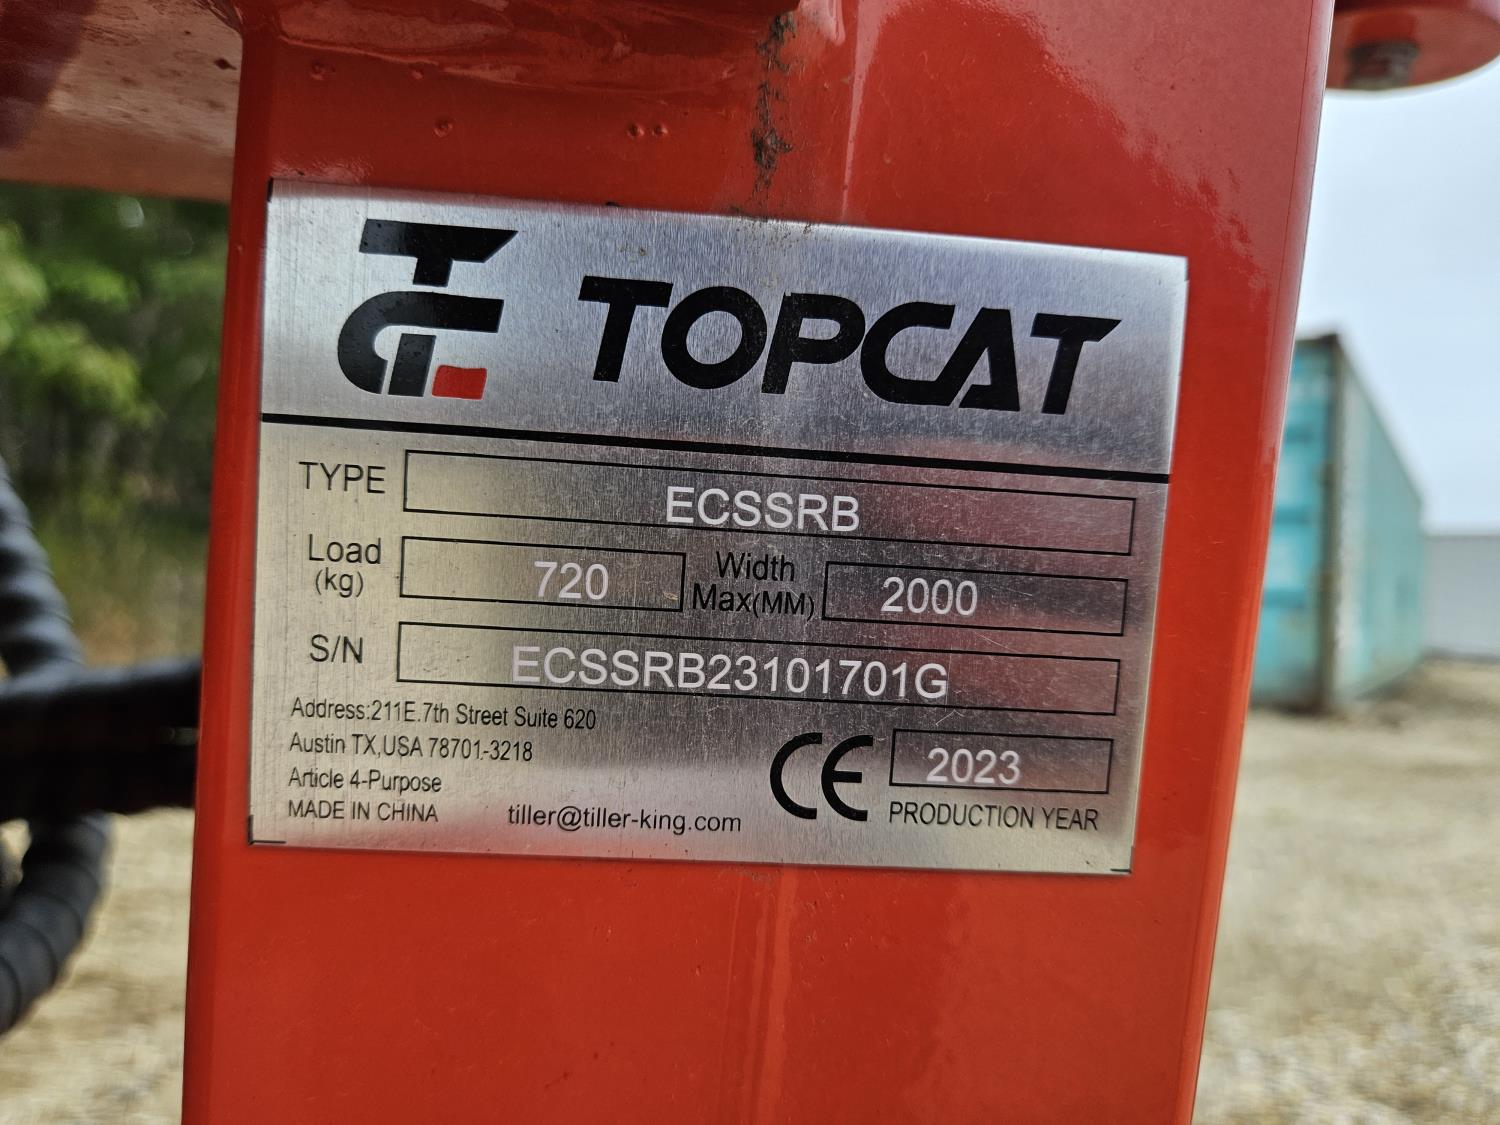 TOPCAT
TYPE ECSSRB
Load (kg) 720 Width Max(MM) 2000
S/N ECSSRB23101701G
Address:211E.7th Street Suite 620
Austin TX,USA 78701-3218
Article 4-Purpose
MADE IN CHINA
tiller@tiller-king.com
CE 2023
PRODUCTION YEAR